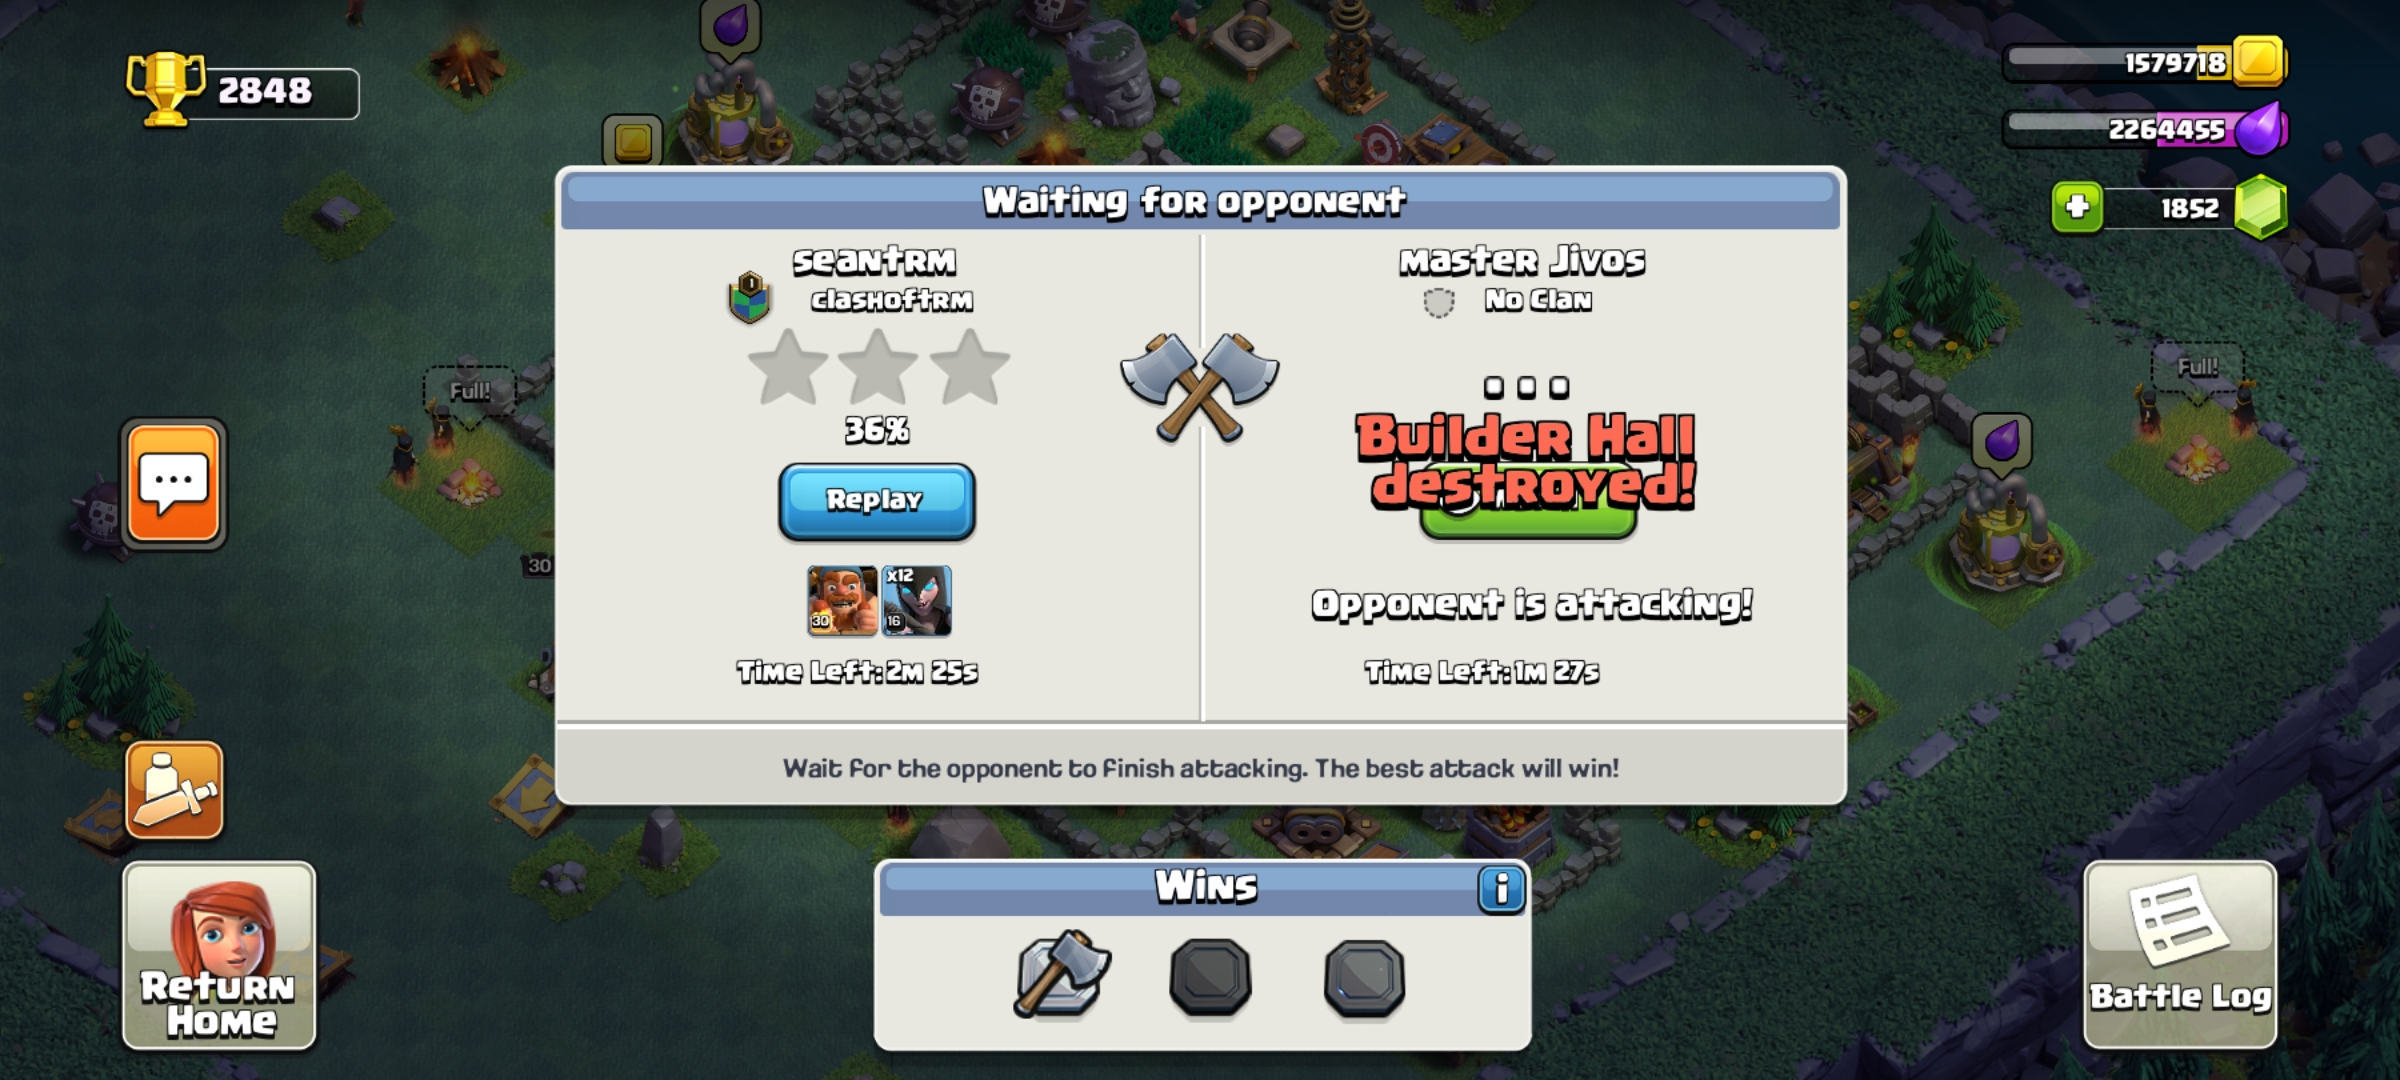 2848
1579718
2264455
1852
Waiting for opponent
seantrm
clashoftrm
Master Jivos
No Clan
36%
Replay
Builder Hall
destroyed!
x12
30
16
Opponent is attacking!
Time Left: 2m 25s
Time Left: 1m 27s
Wait for the opponent to finish attacking. The best attack will win!
Full!
Full!
30
Wins
i
Return
Home
Battle Log